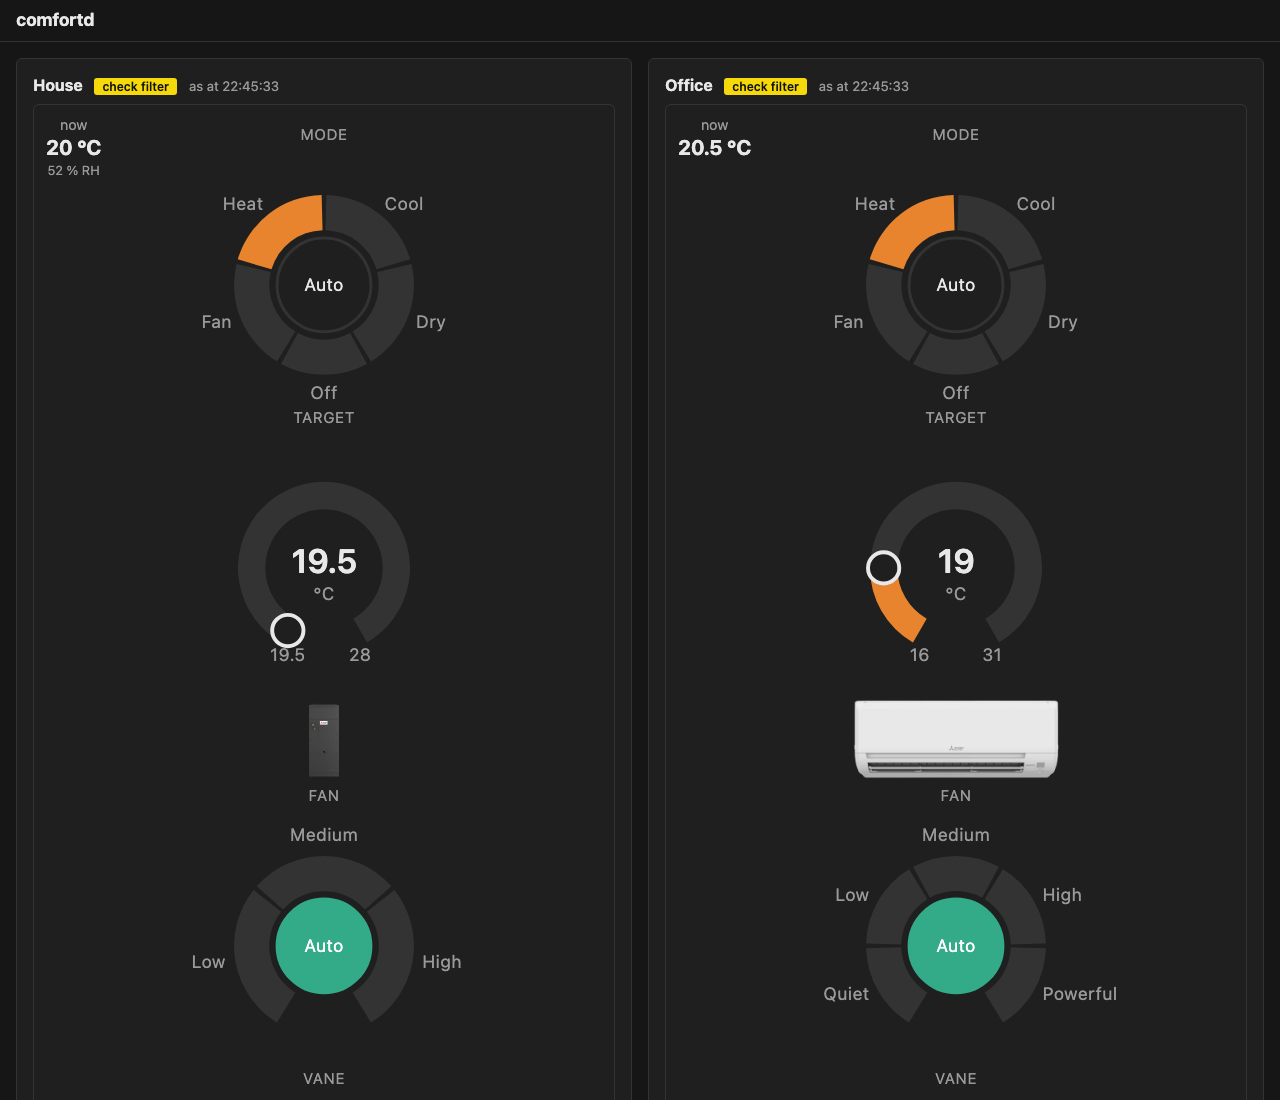 comfortd
House check filter as at 22:45:33
now
20 °C
52 % RH
MODE
Heat
Cool
Auto
Fan
Dry
Off
TARGET
19.5
°C
19.5
28
FAN
Medium
Auto
Low
High
VANE
Office check filter as at 22:45:33
now
20.5 °C
MODE
Heat
Cool
Auto
Fan
Dry
Off
TARGET
19
°C
16
31
FAN
Medium
Low
High
Auto
Quiet
Powerful
VANE